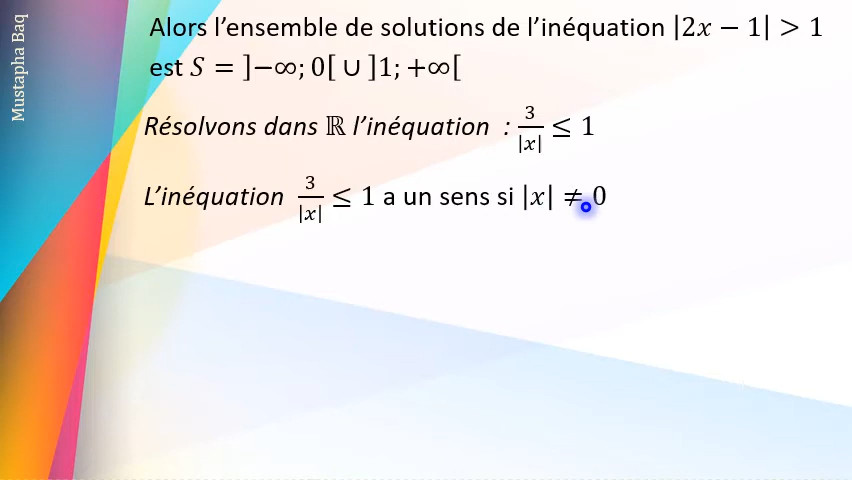 Mustapha Baq
Alors l'ensemble de solutions de l'inéquation |2x − 1| > 1
est S = ]−∞; 0[ ∪ ]1; +∞[
Résolvons dans ℝ l'inéquation : 3/|x| ≤ 1
L'inéquation 3/|x| ≤ 1 a un sens si |x| ≠ 0